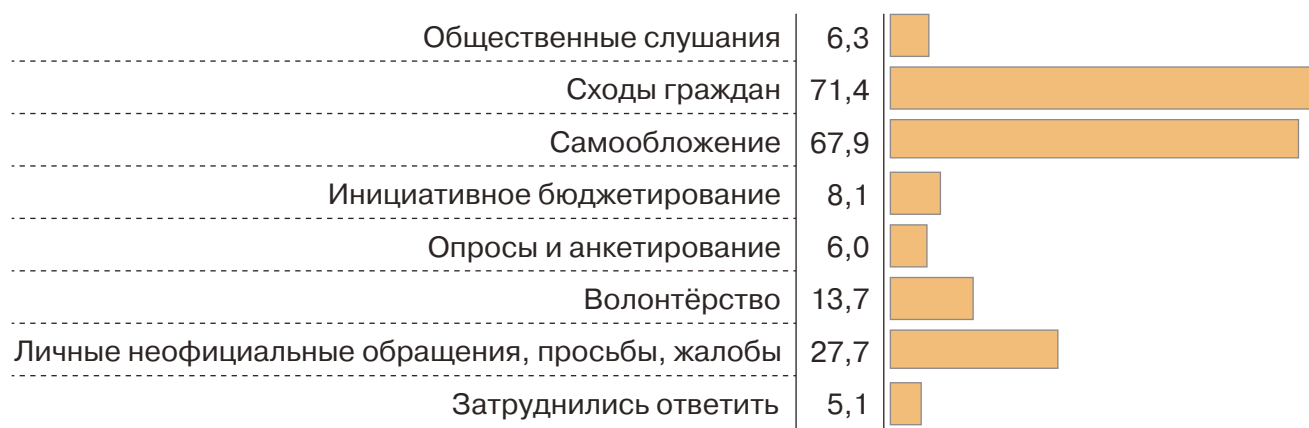 Общественные слушания 6,3
Сходы граждан 71,4
Самообложение 67,9
Инициативное бюджетирование 8,1
Опросы и анкетирование 6,0
Волонтёрство 13,7
Личные неофициальные обращения, просьбы, жалобы 27,7
Затруднились ответить 5,1